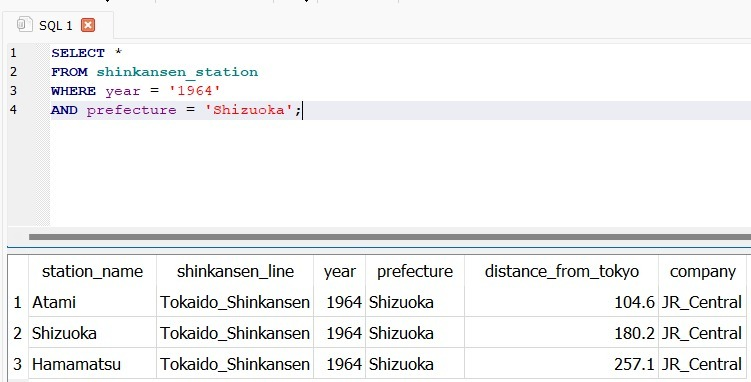 SQL 1
1 SELECT *
2 FROM shinkansen_station
3 WHERE year = '1964'
4 AND prefecture = 'Shizuoka';
station_name shinkansen_line year prefecture distance_from_tokyo company
1 Atami Tokaido_Shinkansen 1964 Shizuoka 104.6 JR_Central
2 Shizuoka Tokaido_Shinkansen 1964 Shizuoka 180.2 JR_Central
3 Hamamatsu Tokaido_Shinkansen 1964 Shizuoka 257.1 JR_Central